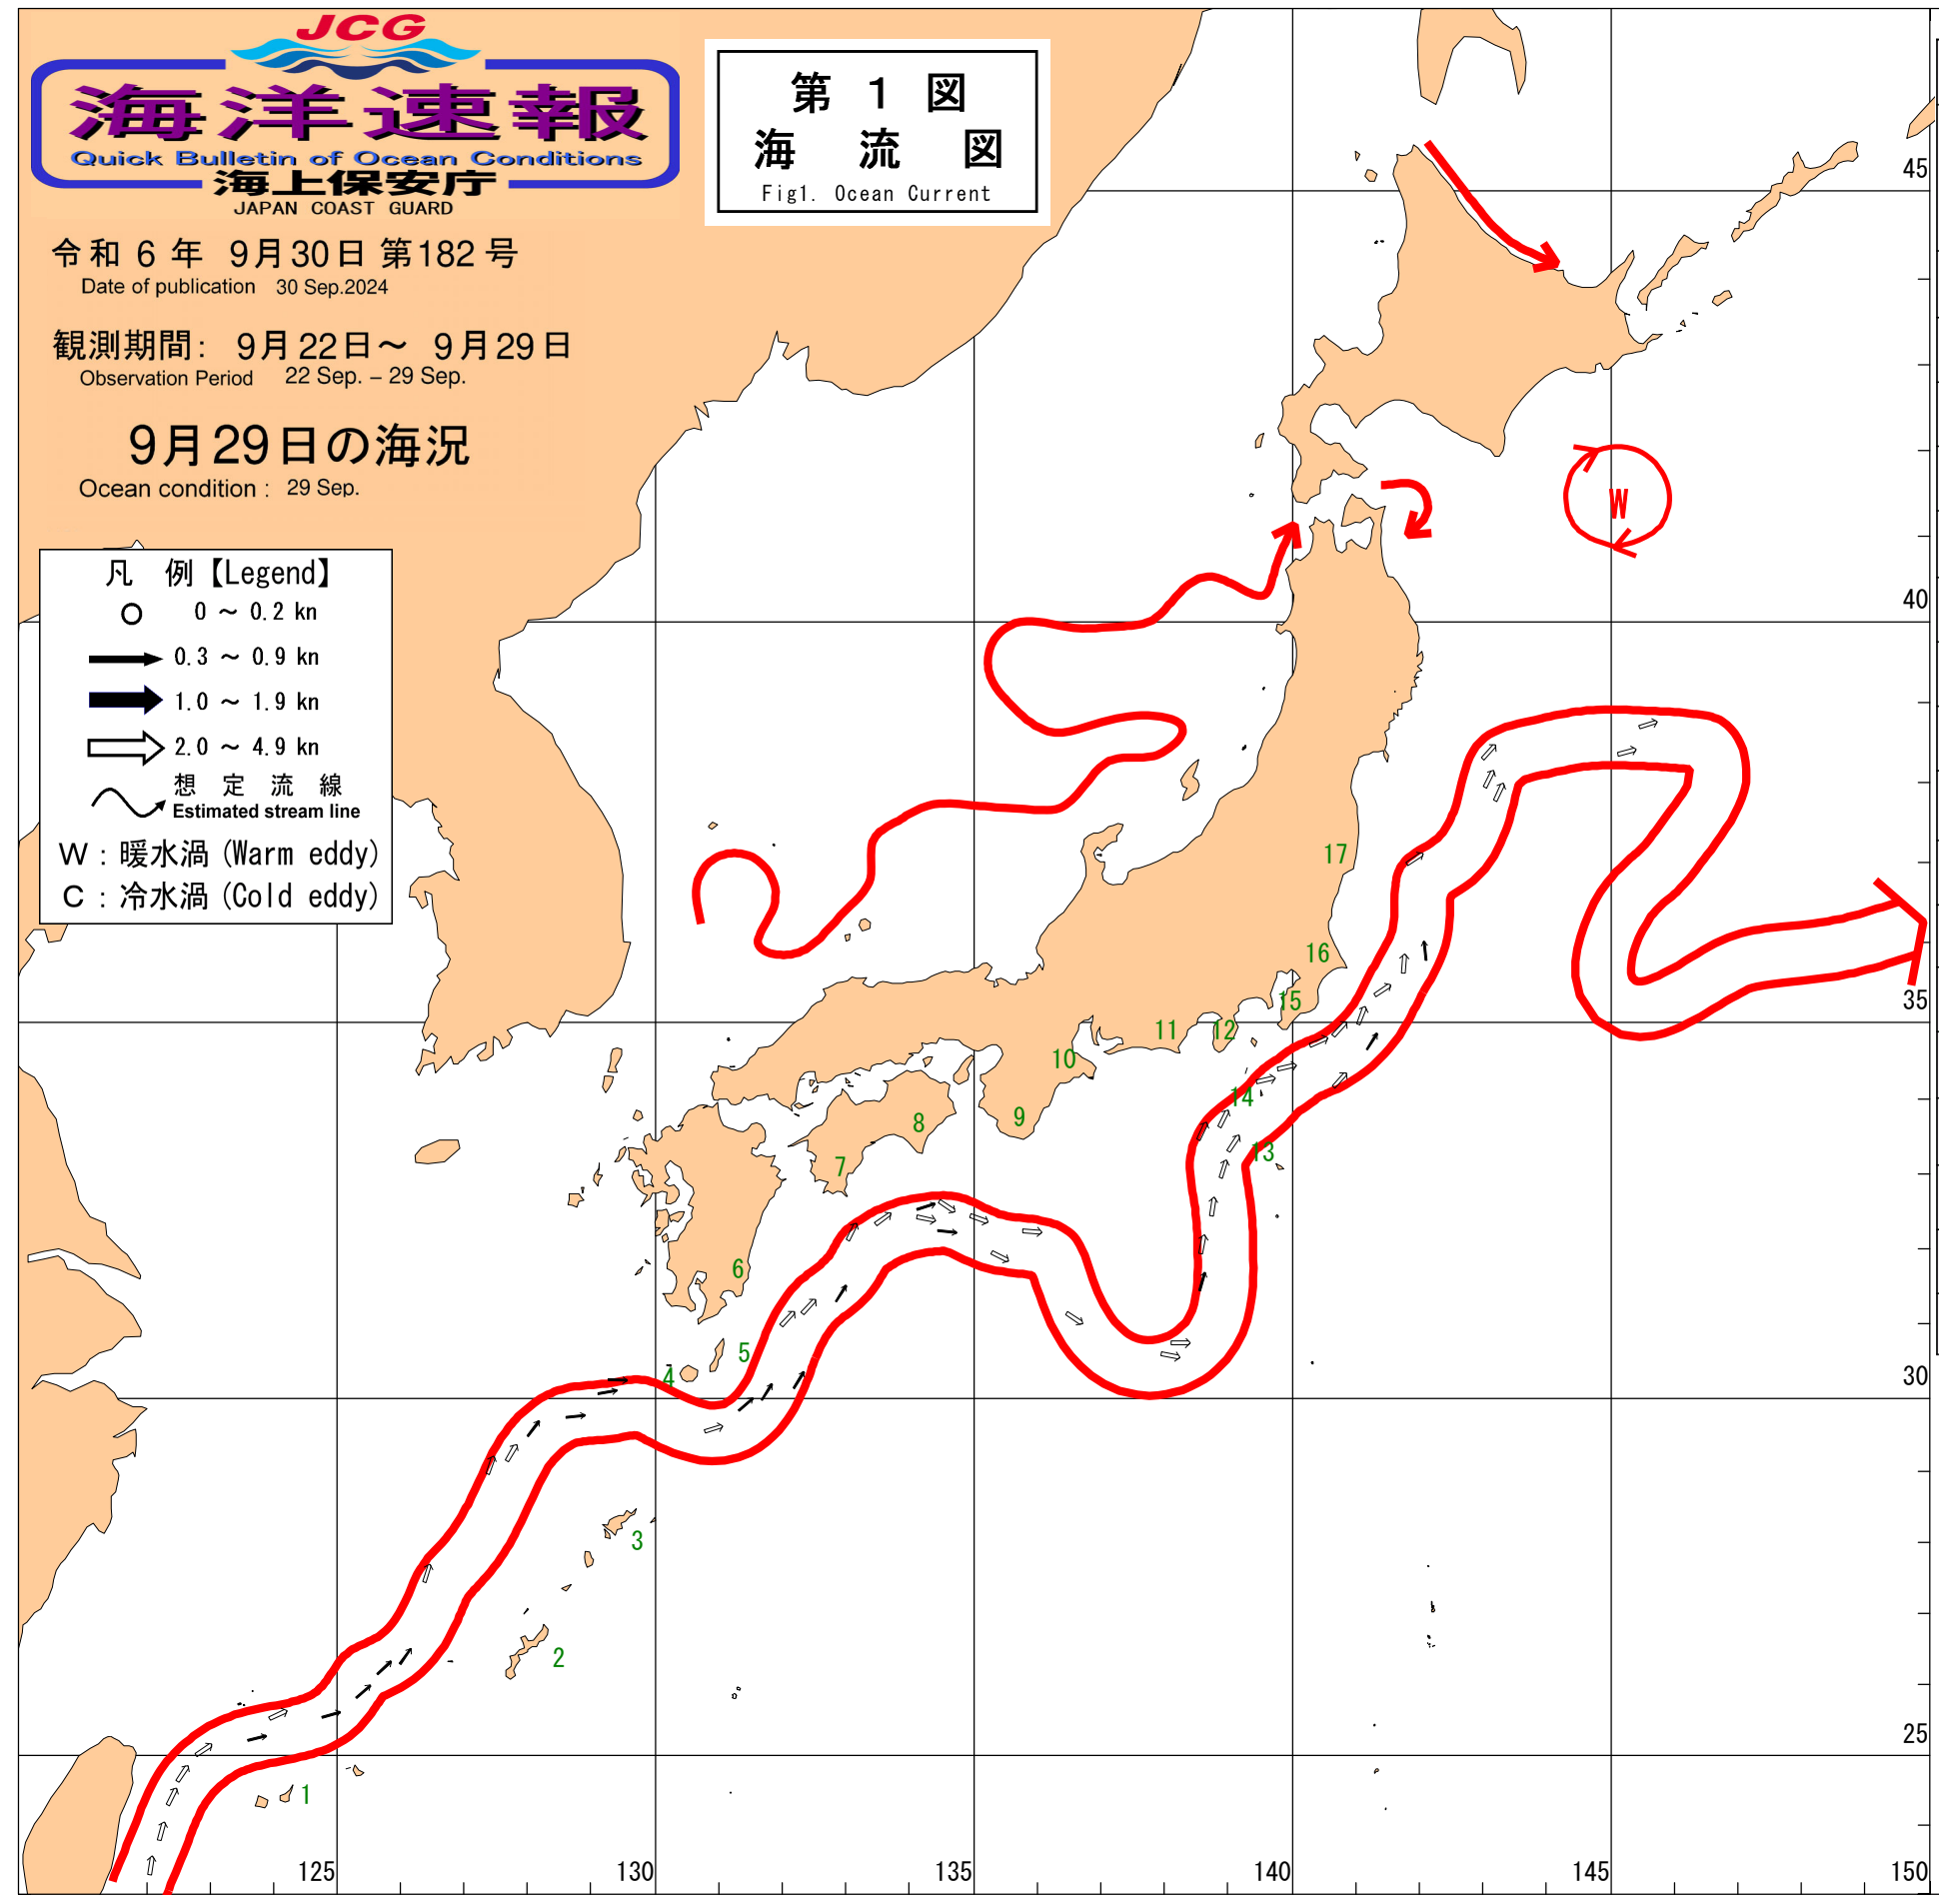 JCG
海洋速報
Quick Bulletin of Ocean Conditions
海上保安庁
JAPAN COAST GUARD
令和 6 年 9月30日 第182号
Date of publication 30 Sep.2024
観測期間: 9月22日～ 9月29日
Observation Period 22 Sep. – 29 Sep.
9月29日の海況
Ocean condition : 29 Sep.
第 1 図
海 流 図
Fig1. Ocean Current
凡 例【Legend】
0 ～ 0.2 kn
0.3 ～ 0.9 kn
1.0 ～ 1.9 kn
2.0 ～ 4.9 kn
想 定 流 線
Estimated stream line
W : 暖水渦 (Warm eddy)
C : 冷水渦 (Cold eddy)
45
W
40
17
16
35
15
12
11
10
14
9
8
13
7
6
5
4
30
3
2
25
1
125
130
135
140
145
150